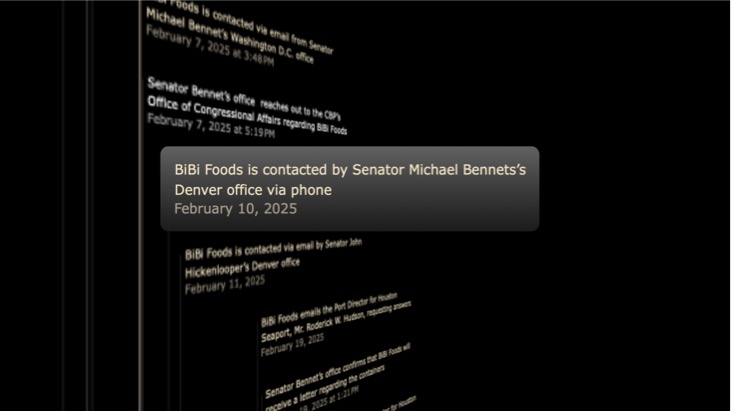 Foods is contacted via email from Senator
Michael Bennet's Washington D.C. office
February 7, 2025 at 3:48PM
Senator Bennet's office reaches out to the CBP's
Office of Congressional Affairs regarding BiBi Foods
February 7, 2025 at 5:19PM
BiBi Foods is contacted by Senator Michael Bennets's
Denver office via phone
February 10, 2025
BiBi Foods is contacted via email by Senator John
Hickenlooper's Denver office
February 11, 2025
BiBi Foods emails the Port Director for Houston
Seaport, Mr. Roderick W. Hudson, requesting answers
February 19, 2025
Senator Bennet's office confirms that BiBi Foods will
receive a letter regarding the containers
19, 2025 at 1:21PM
for Houston